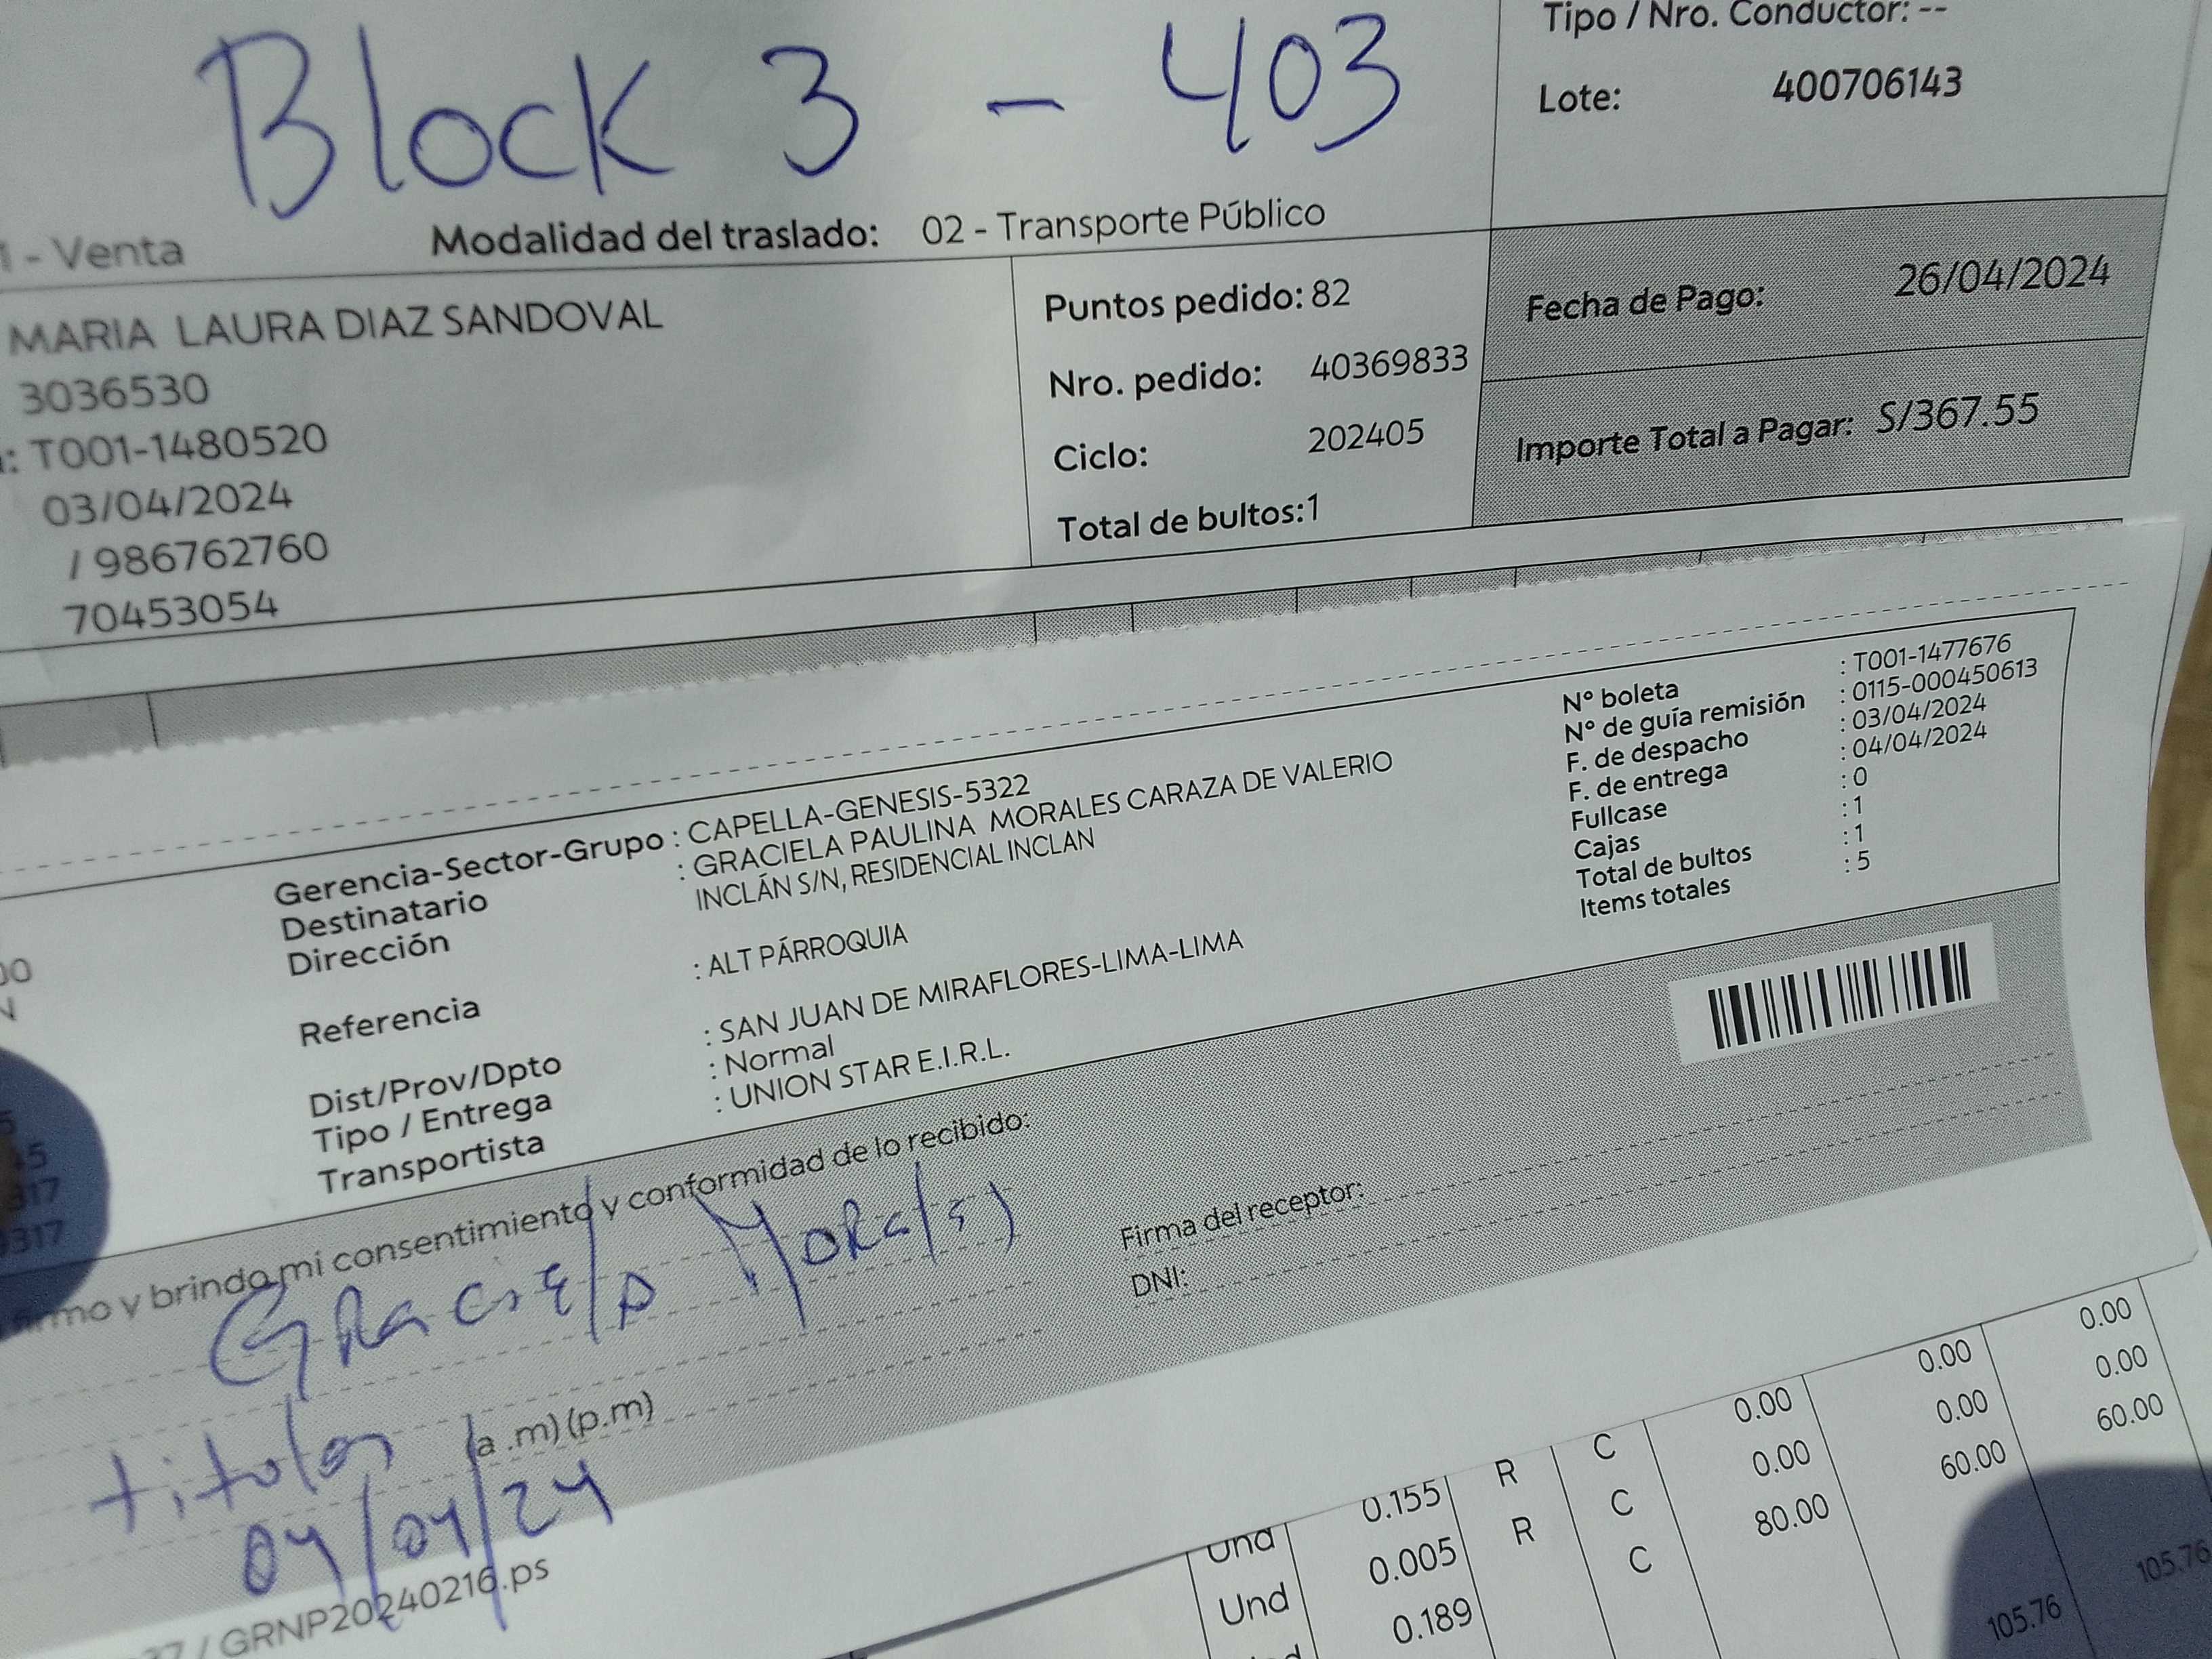 Block 3 - 403
Tipo / Nro. Conductor: --
Lote: 400706143
1 - Venta
Modalidad del traslado: 02 - Transporte Público
MARIA LAURA DIAZ SANDOVAL
3036530
: T001-1480520
03/04/2024
/ 986762760
70453054
Puntos pedido: 82
Nro. pedido: 40369833
Ciclo: 202405
Total de bultos: 1
Fecha de Pago: 26/04/2024
Importe Total a Pagar: S/367.55
Gerencia-Sector-Grupo : CAPELLA-GENESIS-5322
Destinatario : GRACIELA PAULINA MORALES CARAZA DE VALERIO
Dirección INCLÁN S/N, RESIDENCIAL INCLAN
Referencia : ALT PÁRROQUIA
Dist/Prov/Dpto : SAN JUAN DE MIRAFLORES-LIMA-LIMA
Tipo / Entrega : Normal
Transportista : UNION STAR E.I.R.L.
Nº boleta : T001-1477676
Nº de guía remisión : 0115-000450613
F. de despacho : 03/04/2024
F. de entrega : 04/04/2024
Fullcase : 0
Cajas : 1
Total de bultos : 1
Items totales : 5
firmo y brindo mi consentimiento y conformidad de lo recibido:
Graciela Morales
titular
(a .m) (p.m)
04/04/24
Firma del receptor:
DNI:
/ GRNP20240216.ps
Und 0.155 R C 0.00 0.00 0.00
Und 0.005 R C 0.00 0.00 0.00
0.189 C 80.00 60.00 60.00
105.76 105.76